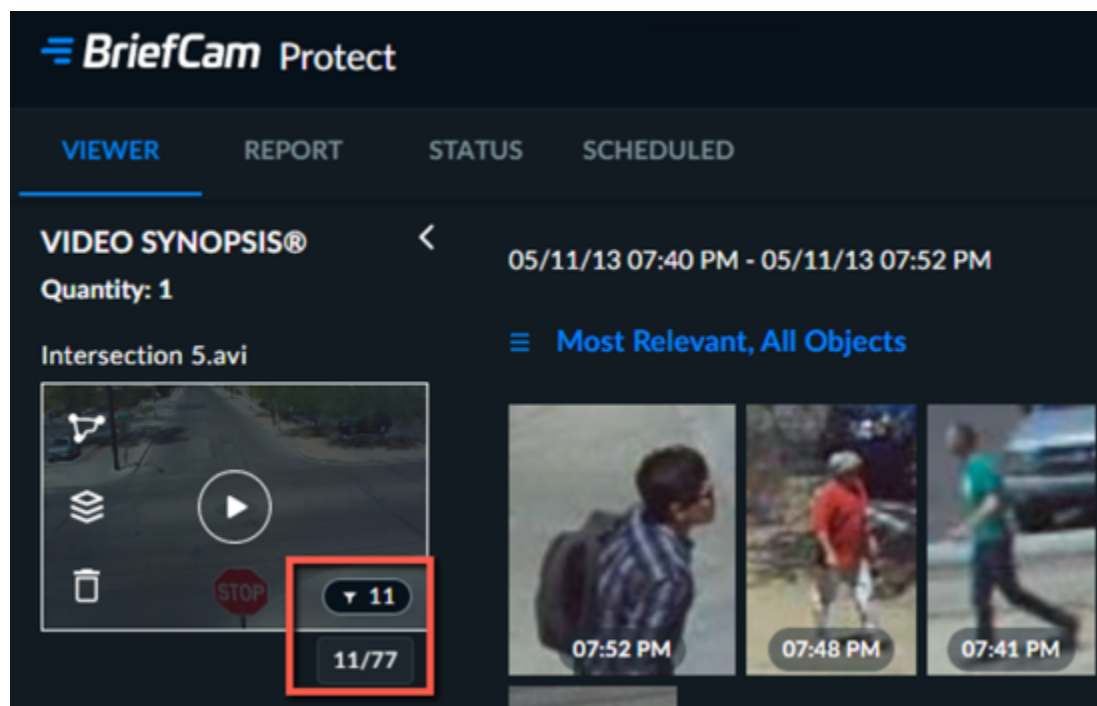 BriefCam Protect
VIEWER REPORT STATUS SCHEDULED
VIDEO SYNOPSIS®
Quantity: 1
Intersection 5.avi
STOP
11
11/77
05/11/13 07:40 PM - 05/11/13 07:52 PM
Most Relevant, All Objects
07:52 PM
07:48 PM
07:41 PM